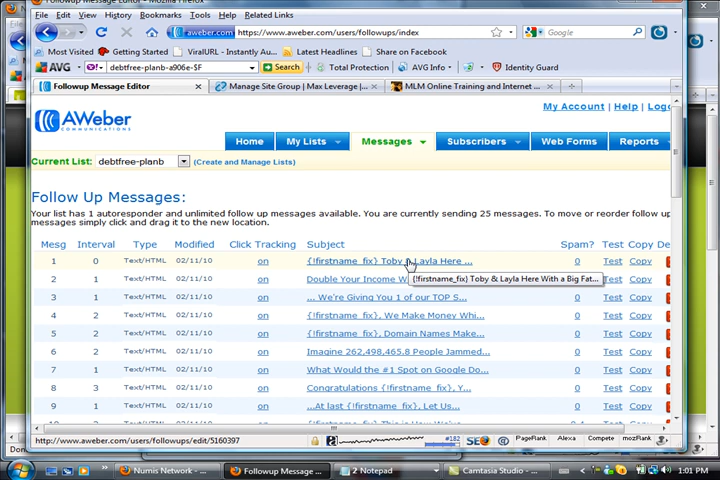 Followup Message Editor - Mozilla Firefox
File Edit View History Bookmarks Tools Help Related Links
aweber.com https://www.aweber.com/users/followups/index Google
Most Visited Getting Started ViralURL - Instantly Au... Latest Headlines Share on Facebook
AVG Y! debtfree-planb-a906e-SF Search Total Protection AVG Info Identity Guard
Followup Message Editor Manage Site Group | Max Leverage | ... MLM Online Training and Internet ...
My Account | Help | Logo
AWeber
COMMUNICATIONS
Home My Lists Messages Subscribers Web Forms Reports
Current List: debtfree-planb (Create and Manage Lists)
Follow Up Messages:
Your list has 1 autoresponder and unlimited follow up messages available. You are currently sending 25 messages. To move or reorder follow up
messages simply click and drag it to the new location.
Mesg Interval Type Modified Click Tracking Subject Spam? Test Copy De
1 0 Text/HTML 02/11/10 on {!firstname_fix} Toby & Layla Here ... 0 Test Copy
{!firstname_fix} Toby & Layla Here With a Big Fat...
2 1 Text/HTML 02/11/10 on Double Your Income W 0 Test Copy
3 1 Text/HTML 02/11/10 on ... We're Giving You 1 of our TOP S... 0 Test Copy
4 2 Text/HTML 02/11/10 on {!firstname_fix}, We Make Money Whi... 0 Test Copy
5 2 Text/HTML 02/11/10 on {!firstname_fix}, Domain Names Make... 0 Test Copy
6 2 Text/HTML 02/11/10 on Imagine 262,498,465.8 People Jammed... 0 Test Copy
7 1 Text/HTML 02/11/10 on What Would the #1 Spot on Google Do... 0 Test Copy
8 3 Text/HTML 02/11/10 on Congratulations {!firstname_fix}, Y... 0 Test Copy
9 1 Text/HTML 02/11/10 on ...At last {!firstname_fix}, Let Us... 0 Test Copy
http://www.aweber.com/users/followups/edit/5160397 #182 SEO PageRank Alexa Compete mozRank
Numis Network - ... Followup Message ... 2 Notepad Camtasia Studio - ... 1:01 PM